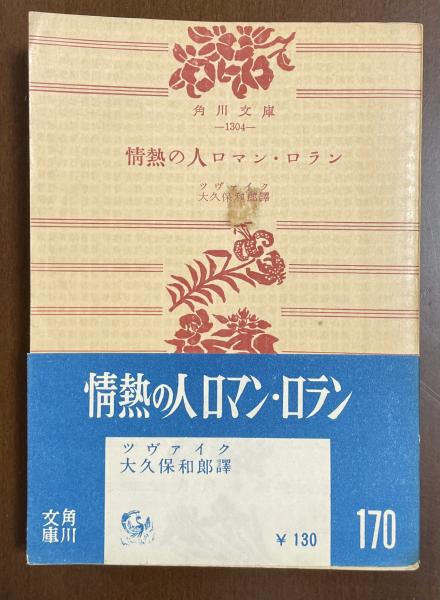 角川文庫
—1304—
情熱の人ロマン・ロラン
ツヴァイク
大久保和郎譯
情熱の人ロマン・ロラン
ツヴァイク
大久保和郎譯
角川
文庫
¥130
170